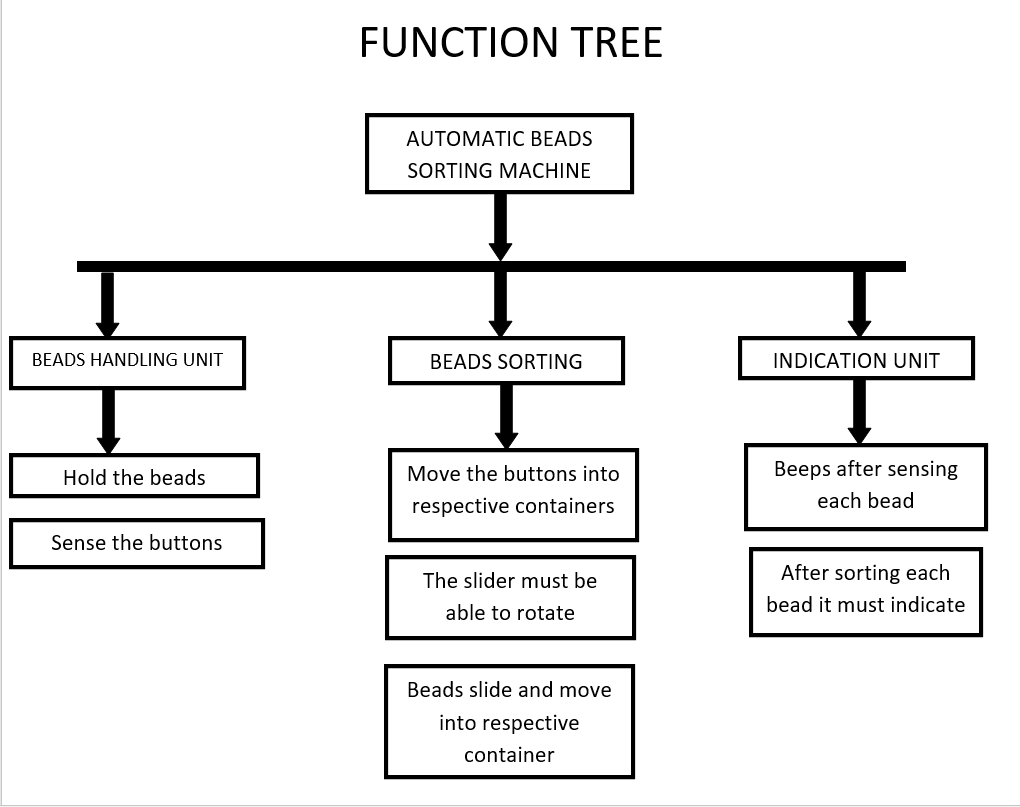 FUNCTION TREE
AUTOMATIC BEADS
SORTING MACHINE
BEADS HANDLING UNIT
Hold the beads
Sense the buttons
BEADS SORTING
Move the buttons into
respective containers
The slider must be
able to rotate
Beads slide and move
into respective
container
INDICATION UNIT
Beeps after sensing
each bead
After sorting each
bead it must indicate